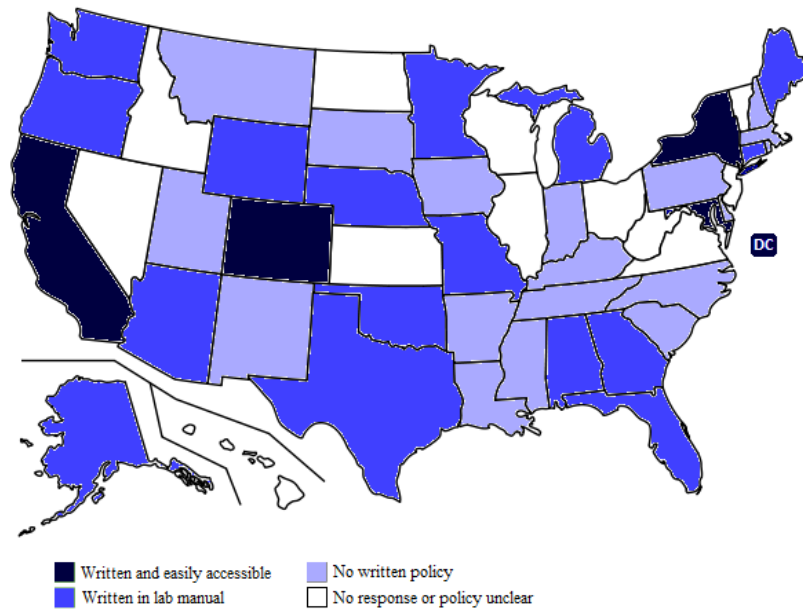 DC
Written and easily accessible
No written policy
Written in lab manual
No response or policy unclear